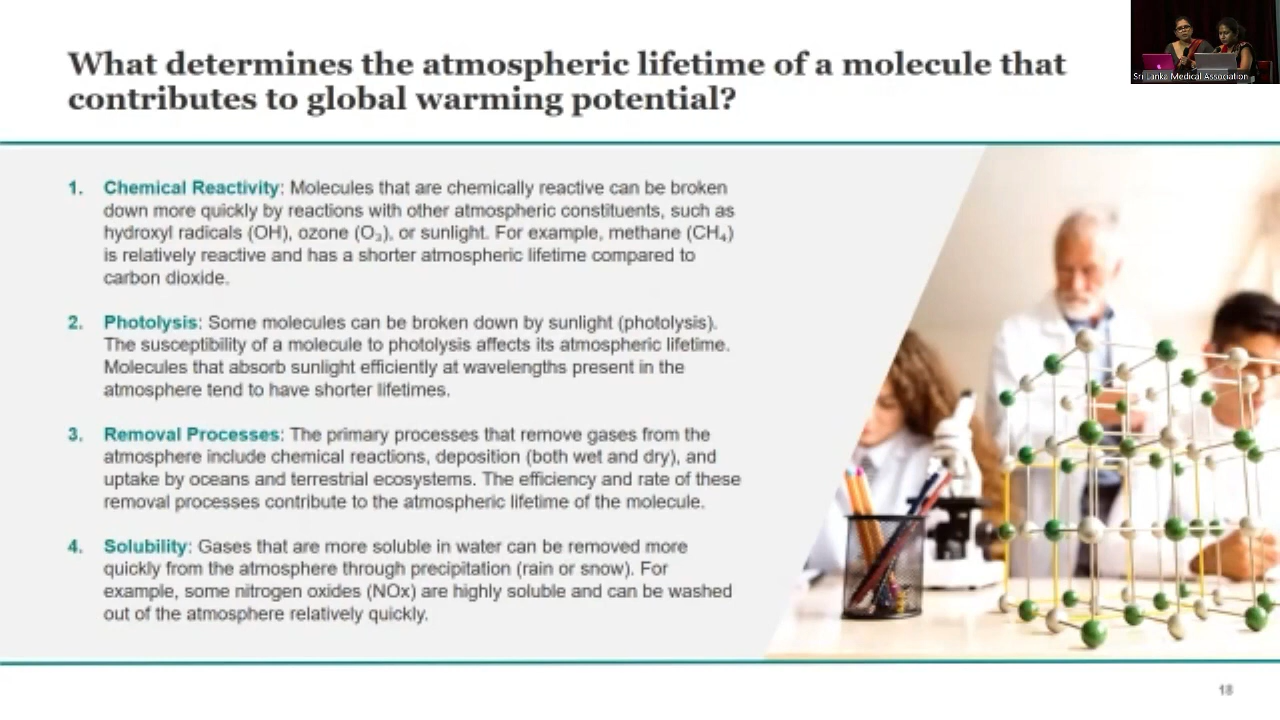 What determines the atmospheric lifetime of a molecule that
contributes to global warming potential?
Sri Lanka Medical Association
1. Chemical Reactivity: Molecules that are chemically reactive can be broken
down more quickly by reactions with other atmospheric constituents, such as
hydroxyl radicals (OH), ozone (O₃), or sunlight. For example, methane (CH₄)
is relatively reactive and has a shorter atmospheric lifetime compared to
carbon dioxide.
2. Photolysis: Some molecules can be broken down by sunlight (photolysis).
The susceptibility of a molecule to photolysis affects its atmospheric lifetime.
Molecules that absorb sunlight efficiently at wavelengths present in the
atmosphere tend to have shorter lifetimes.
3. Removal Processes: The primary processes that remove gases from the
atmosphere include chemical reactions, deposition (both wet and dry), and
uptake by oceans and terrestrial ecosystems. The efficiency and rate of these
removal processes contribute to the atmospheric lifetime of the molecule.
4. Solubility: Gases that are more soluble in water can be removed more
quickly from the atmosphere through precipitation (rain or snow). For
example, some nitrogen oxides (NOx) are highly soluble and can be washed
out of the atmosphere relatively quickly.
18